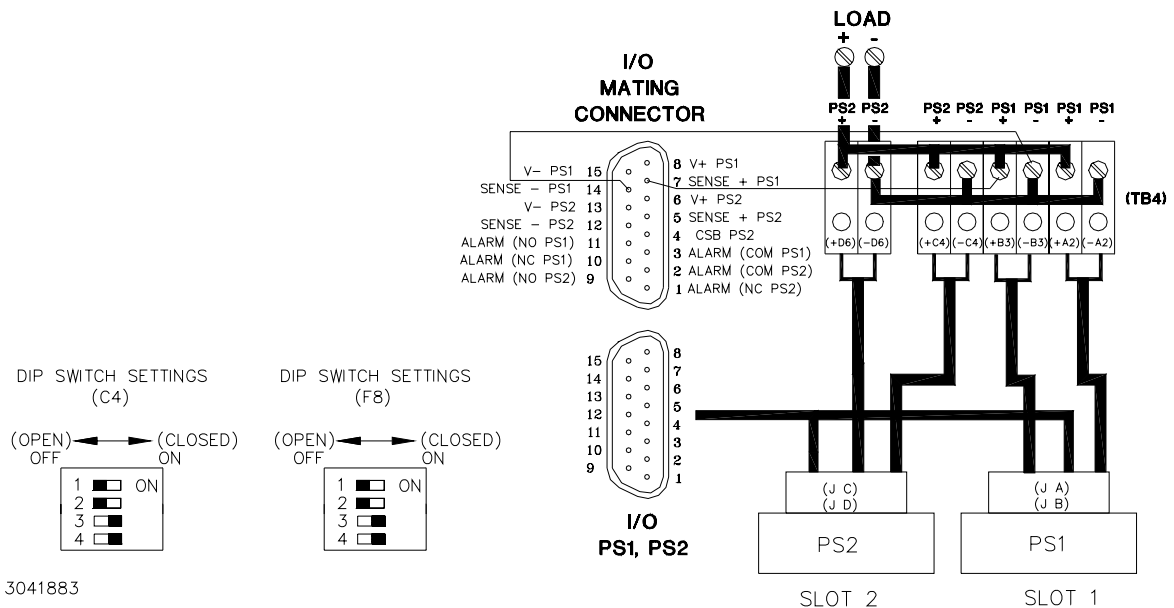 LOAD
+ -
I/O
MATING
CONNECTOR
PS2 PS2 PS2 PS2 PS1 PS1 PS1 PS1
+ - + - + - + -
V- PS1 15
SENSE - PS1 14
V- PS2 13
SENSE - PS2 12
ALARM (NO PS1) 11
ALARM (NC PS1) 10
ALARM (NO PS2) 9
8 V+ PS1
7 SENSE + PS1
6 V+ PS2
5 SENSE + PS2
4 CSB PS2
3 ALARM (COM PS1)
2 ALARM (COM PS2)
1 ALARM (NC PS2)
(TB4)
(+D6) (-D6) (+C4) (-C4) (+B3) (-B3) (+A2) (-A2)
15
14
13
12
11
10
9
8
7
6
5
4
3
2
1
I/O
PS1, PS2
DIP SWITCH SETTINGS
(C4)
(OPEN) (CLOSED)
OFF ON
1 ON
2
3
4
DIP SWITCH SETTINGS
(F8)
(OPEN) (CLOSED)
OFF ON
1 ON
2
3
4
(J C)
(J D)
PS2
SLOT 2
(J A)
(J B)
PS1
SLOT 1
3041883